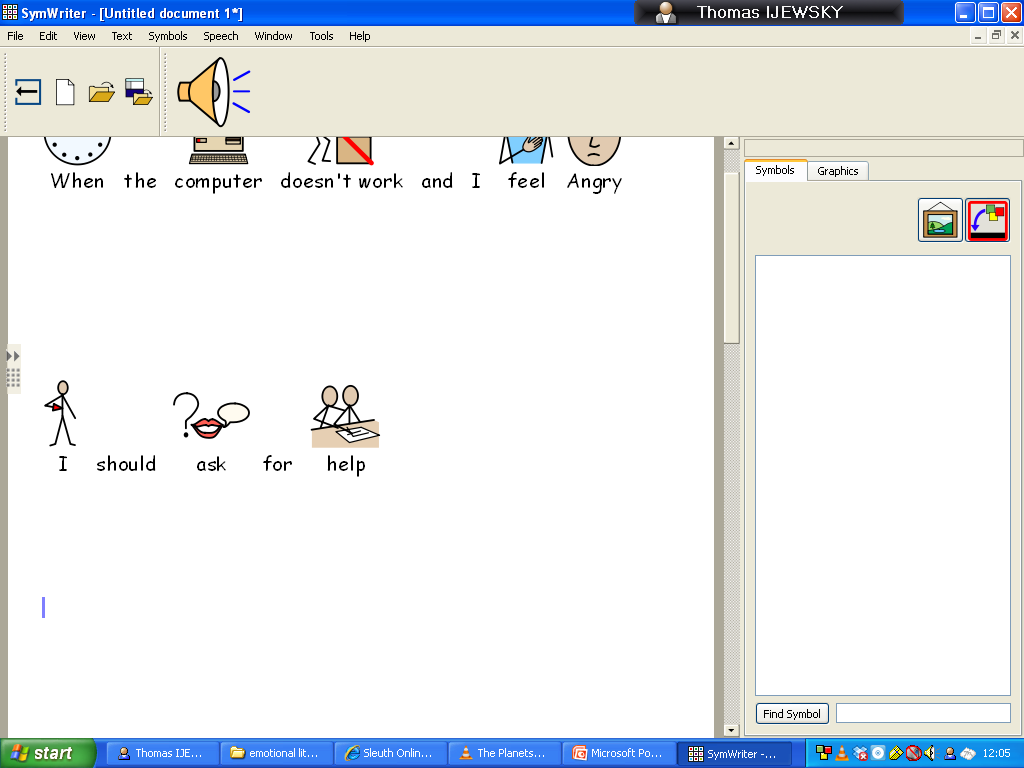 SymWriter - [Untitled document 1*]
Thomas IJEWSKY
File Edit View Text Symbols Speech Window Tools Help
Symbols Graphics
When the computer doesn't work and I feel Angry
?
I should ask for help
Find Symbol
start Thomas IJE... emotional lit... Sleuth Onlin... The Planets... Microsoft Po... SymWriter -... 12:05